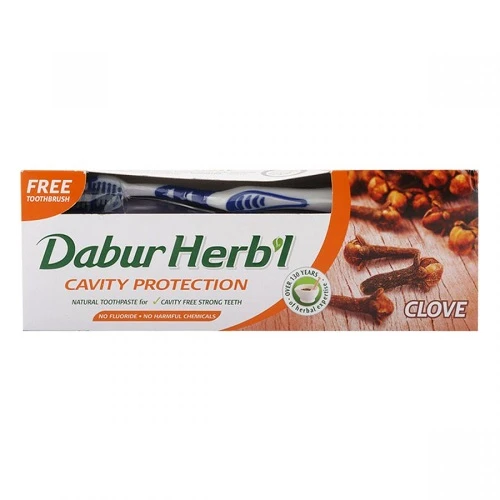 FREE
TOOTHBRUSH
Dabur Herb'l
CAVITY PROTECTION
NATURAL TOOTHPASTE for ✓ CAVITY FREE STRONG TEETH
NO FLUORIDE • NO HARMFUL CHEMICALS
OVER 130 YEARS
of herbal expertise
CLOVE